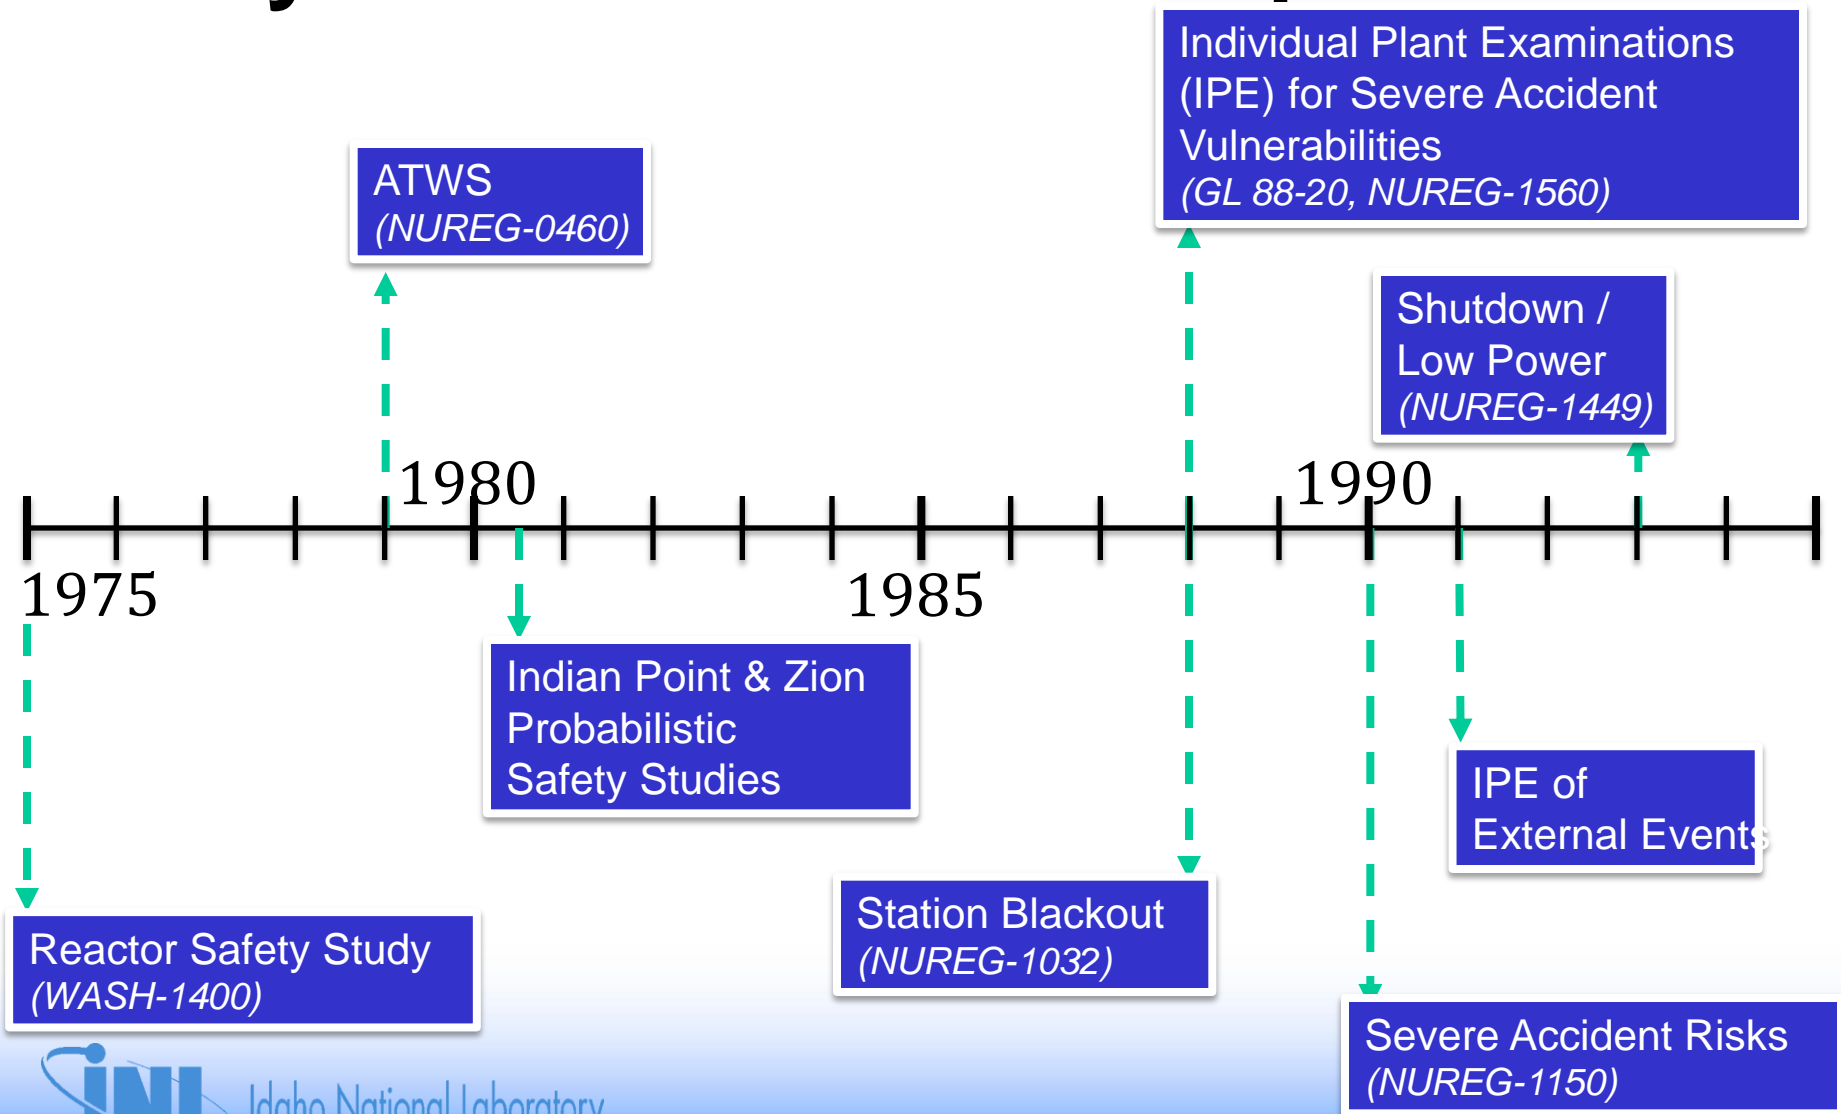 Individual Plant Examinations
(IPE) for Severe Accident
Vulnerabilities
(GL 88-20, NUREG-1560)
ATWS
(NUREG-0460)
Shutdown /
Low Power
(NUREG-1449)
1980
1990
1975
1985
Indian Point & Zion
Probabilistic
Safety Studies
IPE of
External Events
Station Blackout
(NUREG-1032)
Reactor Safety Study
(WASH-1400)
Severe Accident Risks
(NUREG-1150)
INL
Idaho National Laboratory